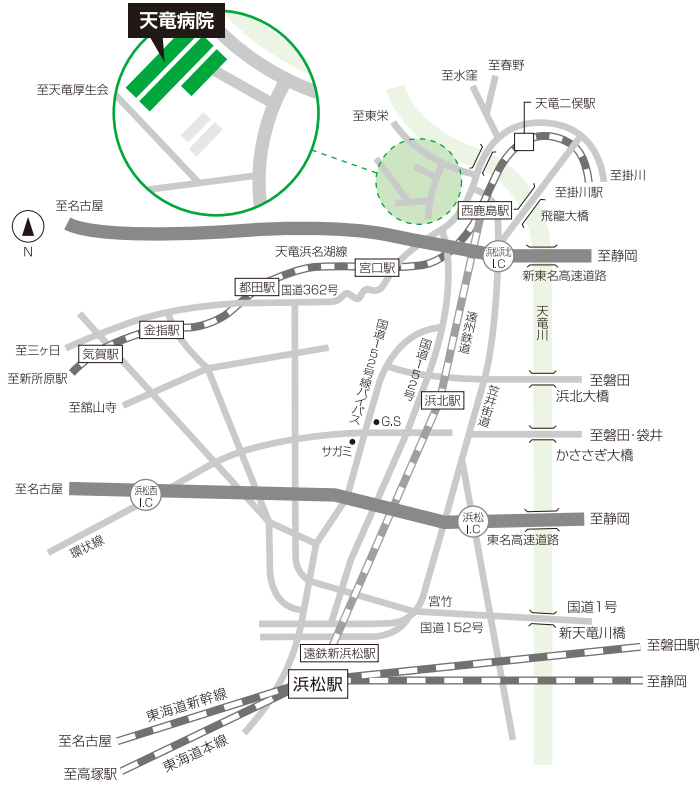 天竜病院
至天竜厚生会
至春野
至水窪
天竜二俣駅
至東栄
至掛川
至掛川駅
西鹿島駅
飛龍大橋
至名古屋
N
天竜浜名湖線
浜松浜北
I.C
至静岡
宮口駅
新東名高速道路
都田駅
国道362号
天竜川
金指駅
遠州鉄道
国道152号線バイパス
国道152号
至三ヶ日
気賀駅
至新所原駅
至磐田
浜北大橋
笠井街道
浜北駅
至舘山寺
G.S
サガミ
至磐田・袋井
かささぎ大橋
至名古屋
浜松西
I.C
浜松
I.C
至静岡
東名高速道路
環状線
宮竹
国道1号
国道152号
新天竜川橋
遠鉄新浜松駅
至磐田駅
浜松駅
至静岡
東海道新幹線
至名古屋
東海道本線
至高塚駅